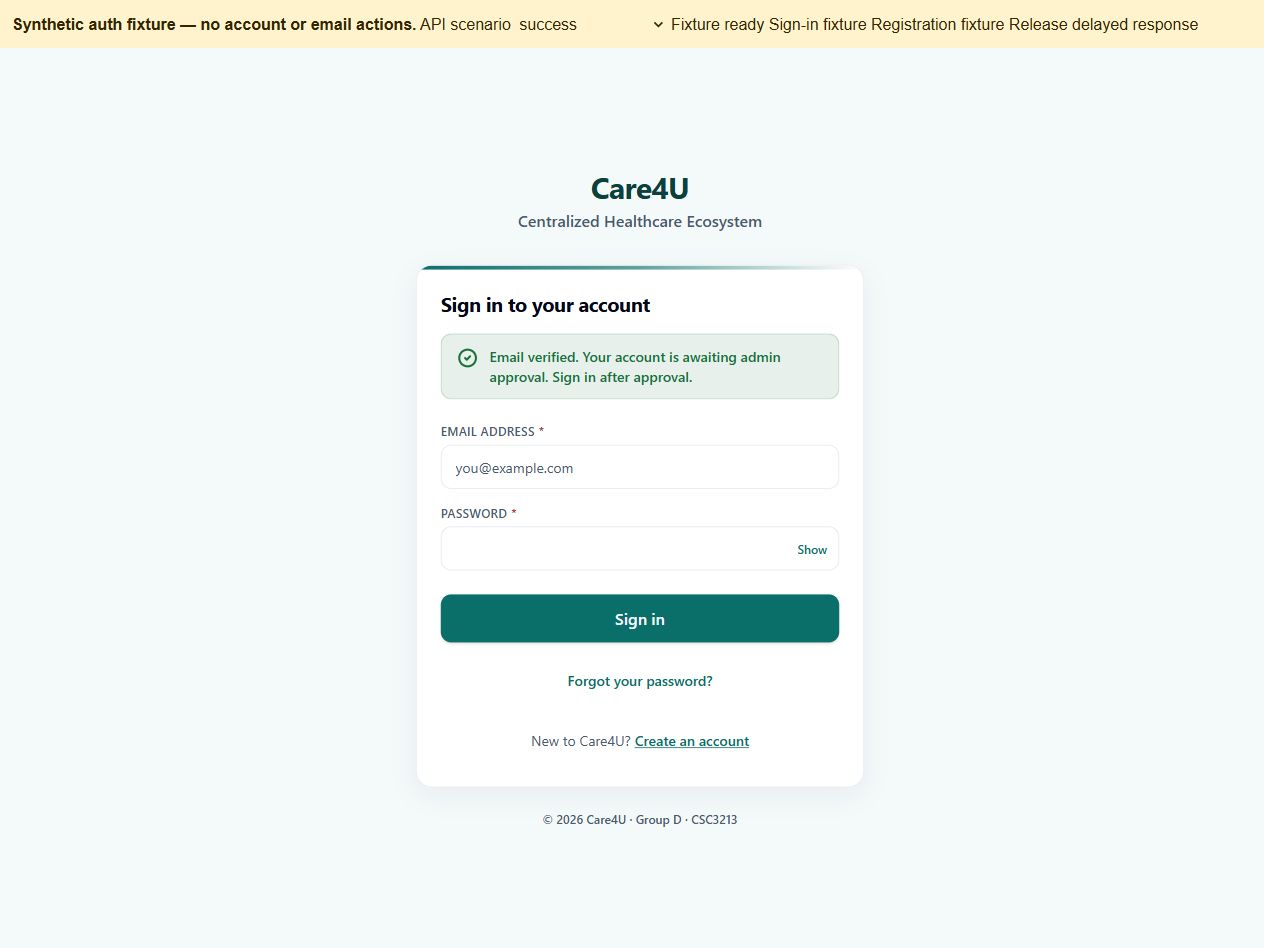 Synthetic auth fixture — no account or email actions. API scenario success Fixture ready Sign-in fixture Registration fixture Release delayed response
Care4U
Centralized Healthcare Ecosystem
Sign in to your account
Email verified. Your account is awaiting admin
approval. Sign in after approval.
EMAIL ADDRESS *
you@example.com
PASSWORD *
Show
Sign in
Forgot your password?
New to Care4U? Create an account
© 2026 Care4U · Group D · CSC3213